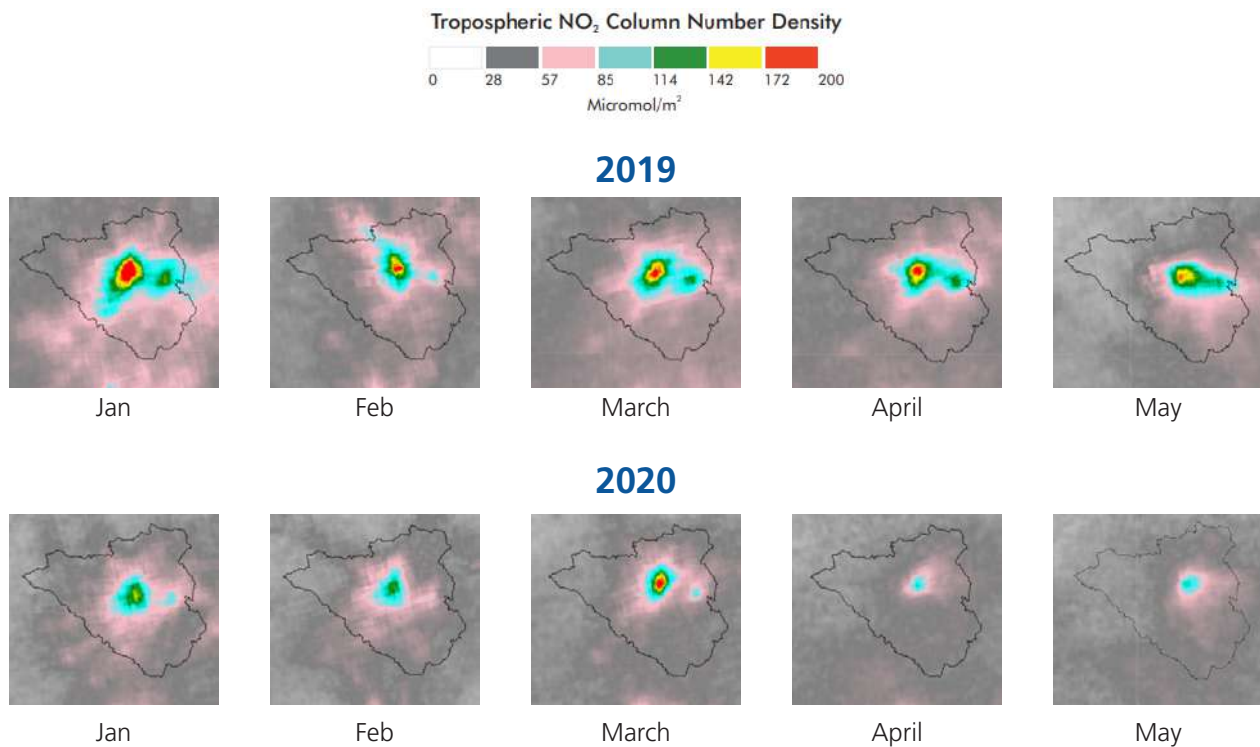 Tropospheric NO₂ Column Number Density
0 28 57 85 114 142 172 200
Micromol/m²
2019
Jan Feb March April May
2020
Jan Feb March April May